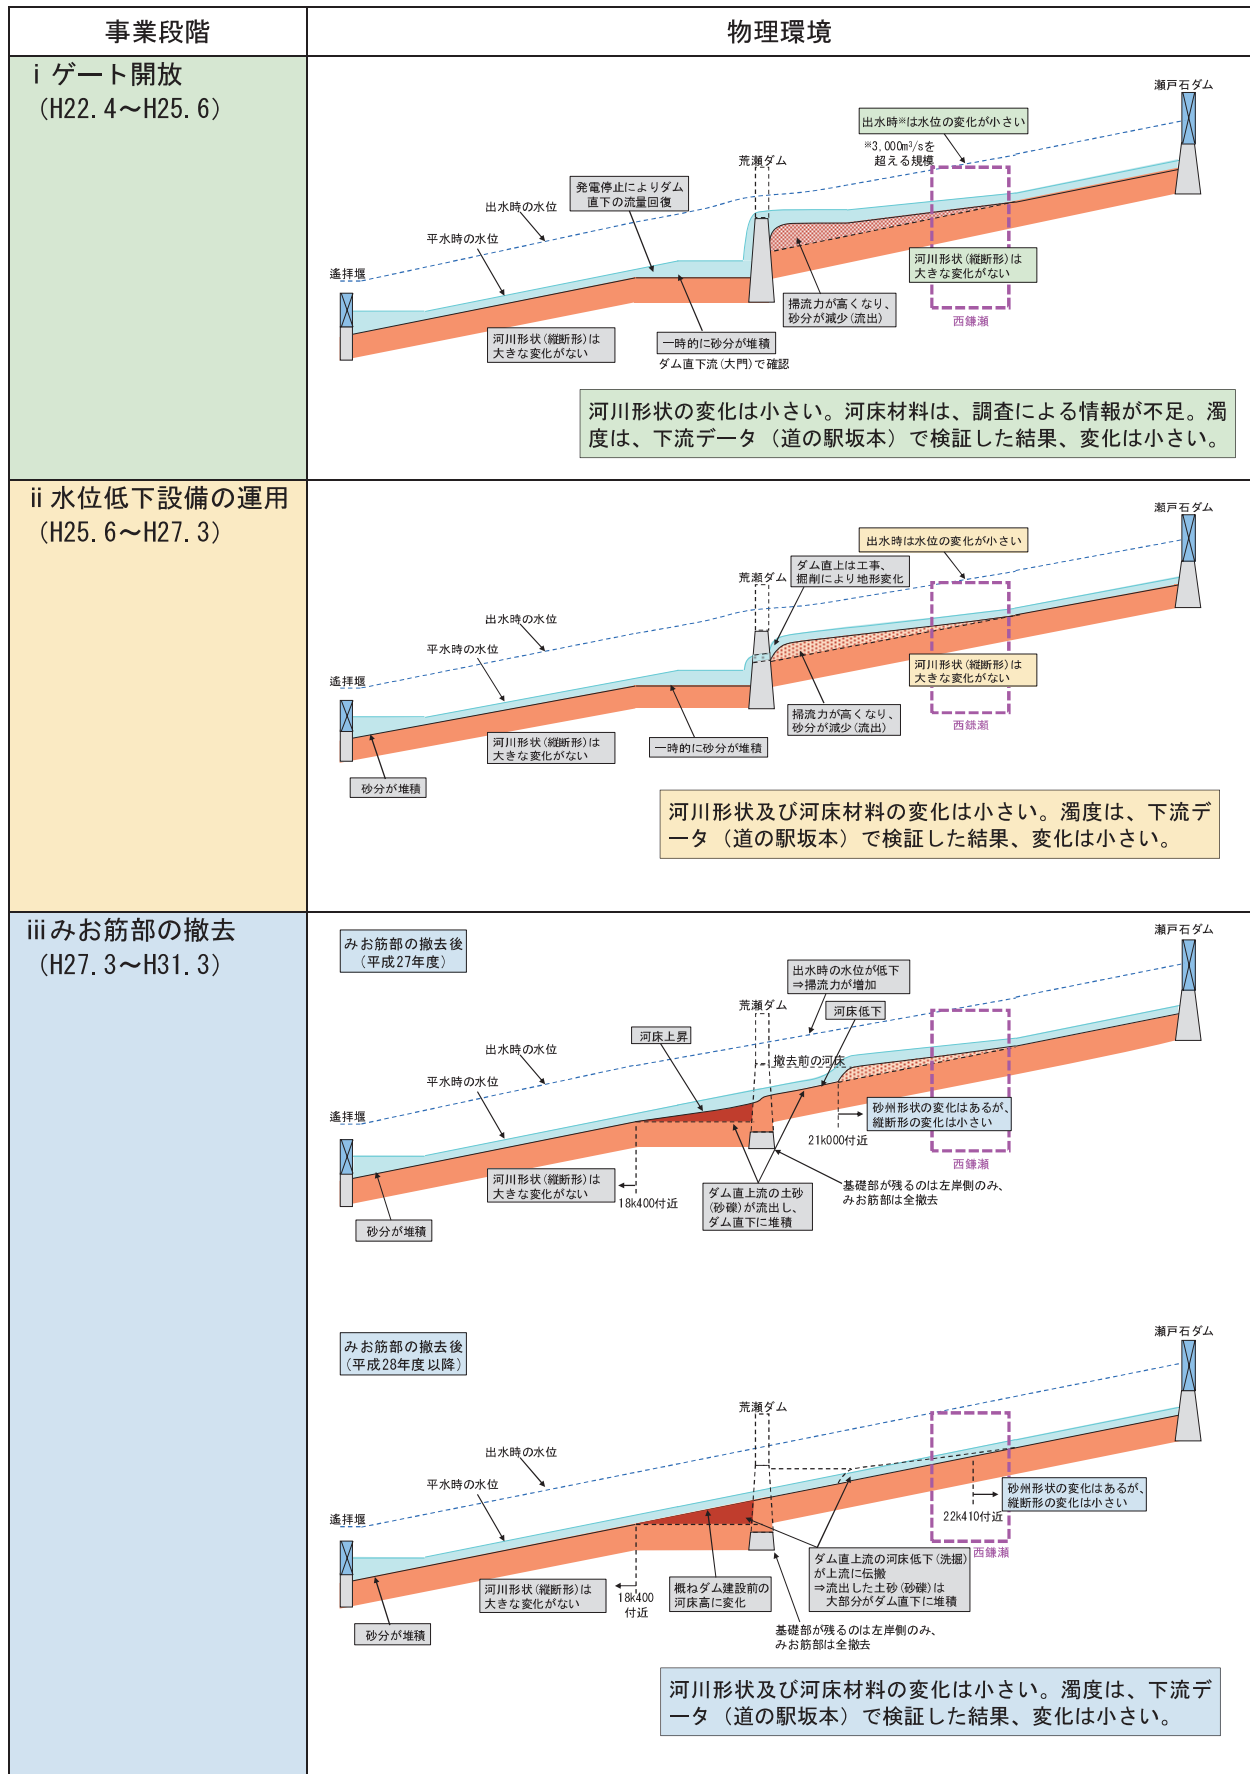 事業段階
物理環境
ⅰ ゲート開放
(H22.4～H25.6)
瀬戸石ダム
出水時※は水位の変化が小さい
※3,000m³/sを
超える規模
荒瀬ダム
発電停止によりダム
直下の流量回復
出水時の水位
平水時の水位
遙拝堰
河川形状(縦断形)は
大きな変化がない
掃流力が高くなり、
砂分が減少(流出)
西鎌瀬
河川形状(縦断形)は
大きな変化がない
一時的に砂分が堆積
ダム直下流(大門)で確認
河川形状の変化は小さい。河床材料は、調査による情報が不足。濁
度は、下流データ（道の駅坂本）で検証した結果、変化は小さい。
ⅱ 水位低下設備の運用
(H25.6～H27.3)
瀬戸石ダム
出水時は水位の変化が小さい
ダム直上は工事、
掘削により地形変化
荒瀬ダム
出水時の水位
平水時の水位
遙拝堰
河川形状(縦断形)は
大きな変化がない
掃流力が高くなり、
砂分が減少(流出)
西鎌瀬
河川形状(縦断形)は
大きな変化がない
一時的に砂分が堆積
砂分が堆積
河川形状及び河床材料の変化は小さい。濁度は、下流デ
ータ（道の駅坂本）で検証した結果、変化は小さい。
ⅲ みお筋部の撤去
(H27.3～H31.3)
瀬戸石ダム
みお筋部の撤去後
(平成27年度)
出水時の水位が低下
⇒掃流力が増加
荒瀬ダム
河床低下
河床上昇
出水時の水位
撤去前の河床
平水時の水位
遙拝堰
砂州形状の変化はあるが、
縦断形の変化は小さい
21k000付近
西鎌瀬
河川形状(縦断形)は
大きな変化がない
18k400付近
ダム直上流の土砂
(砂礫)が流出し、
ダム直下に堆積
基礎部が残るのは左岸側のみ、
みお筋部は全撤去
砂分が堆積
瀬戸石ダム
みお筋部の撤去後
(平成28年度以降)
荒瀬ダム
出水時の水位
平水時の水位
砂州形状の変化はあるが、
縦断形の変化は小さい
遙拝堰
22k410付近
西鎌瀬
ダム直上流の河床低下(洗掘)
が上流に伝搬
⇒流出した土砂(砂礫)は
大部分がダム直下に堆積
河川形状(縦断形)は
大きな変化がない
18k400
付近
概ねダム建設前の
河床高に変化
基礎部が残るのは左岸側のみ、
みお筋部は全撤去
砂分が堆積
河川形状及び河床材料の変化は小さい。濁度は、下流デ
ータ（道の駅坂本）で検証した結果、変化は小さい。